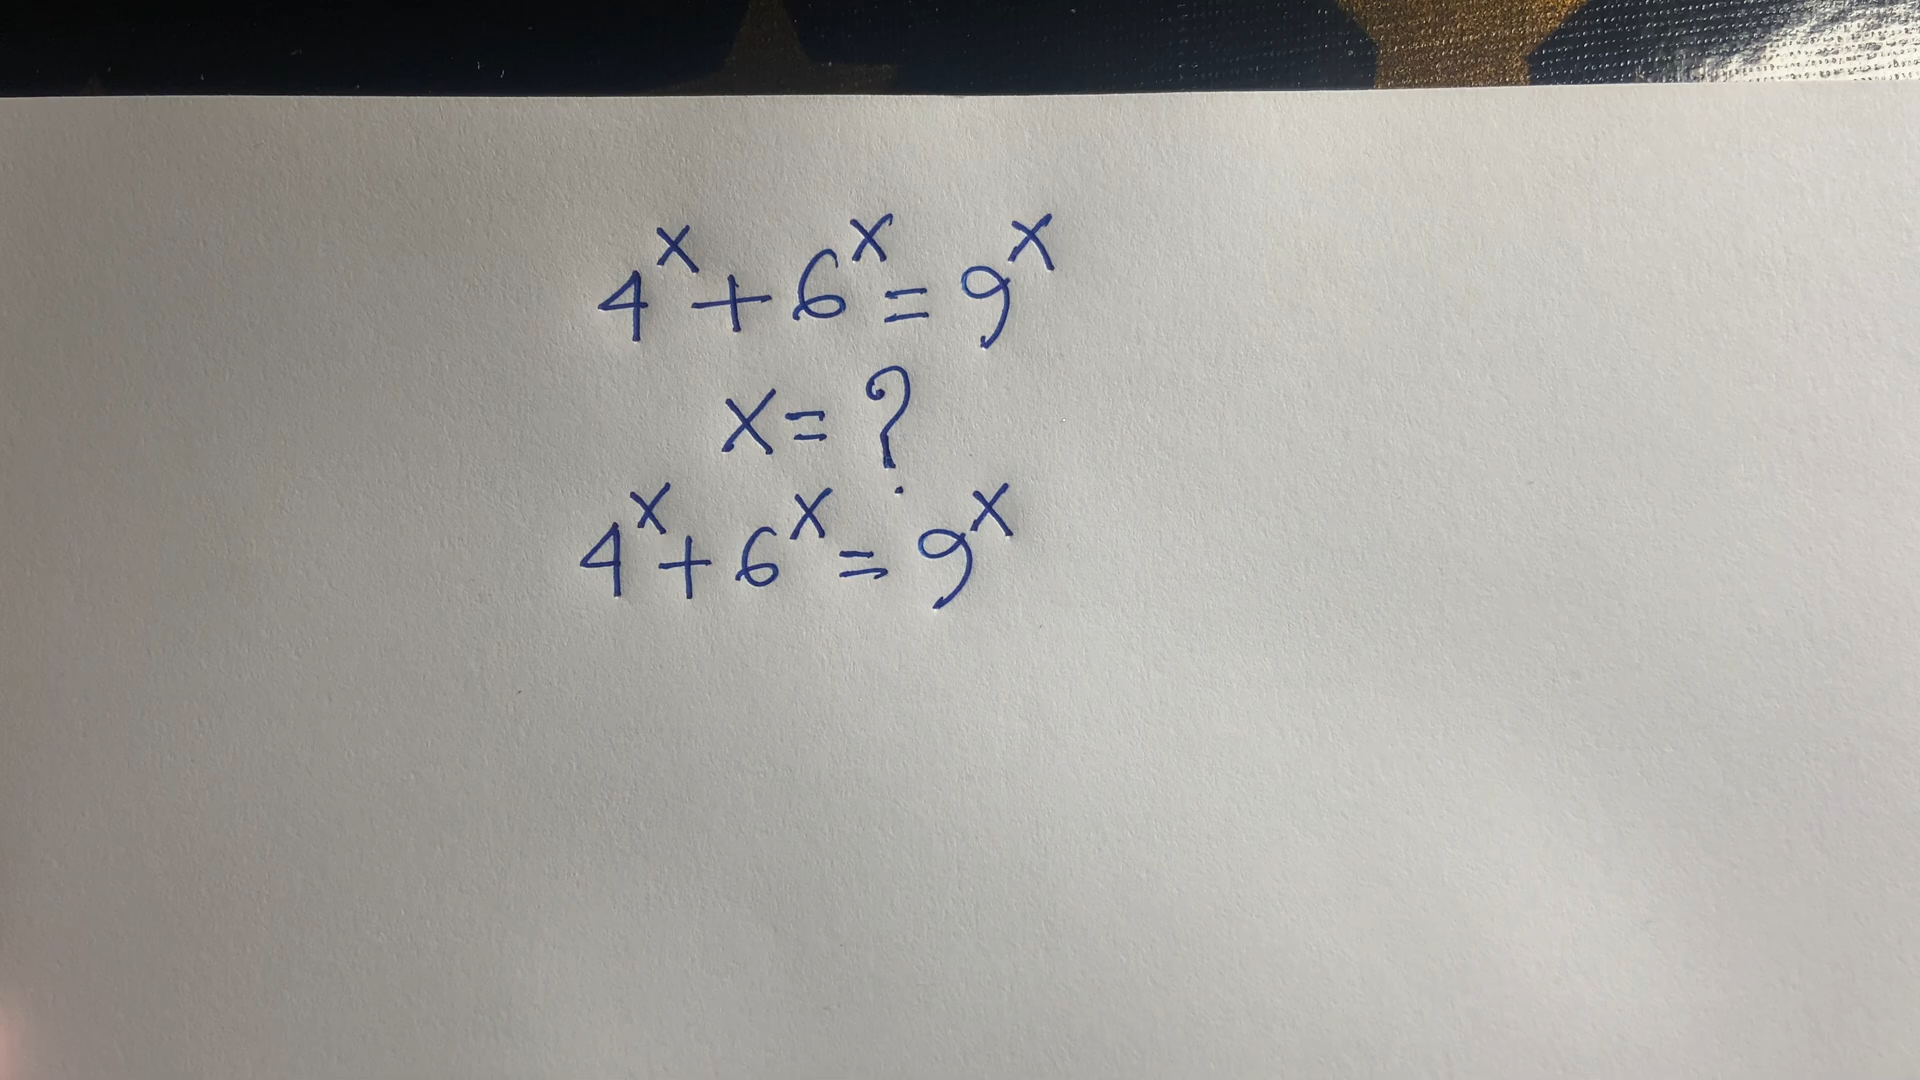 4^x + 6^x = 9^x
x = ?
4^x + 6^x = 9^x